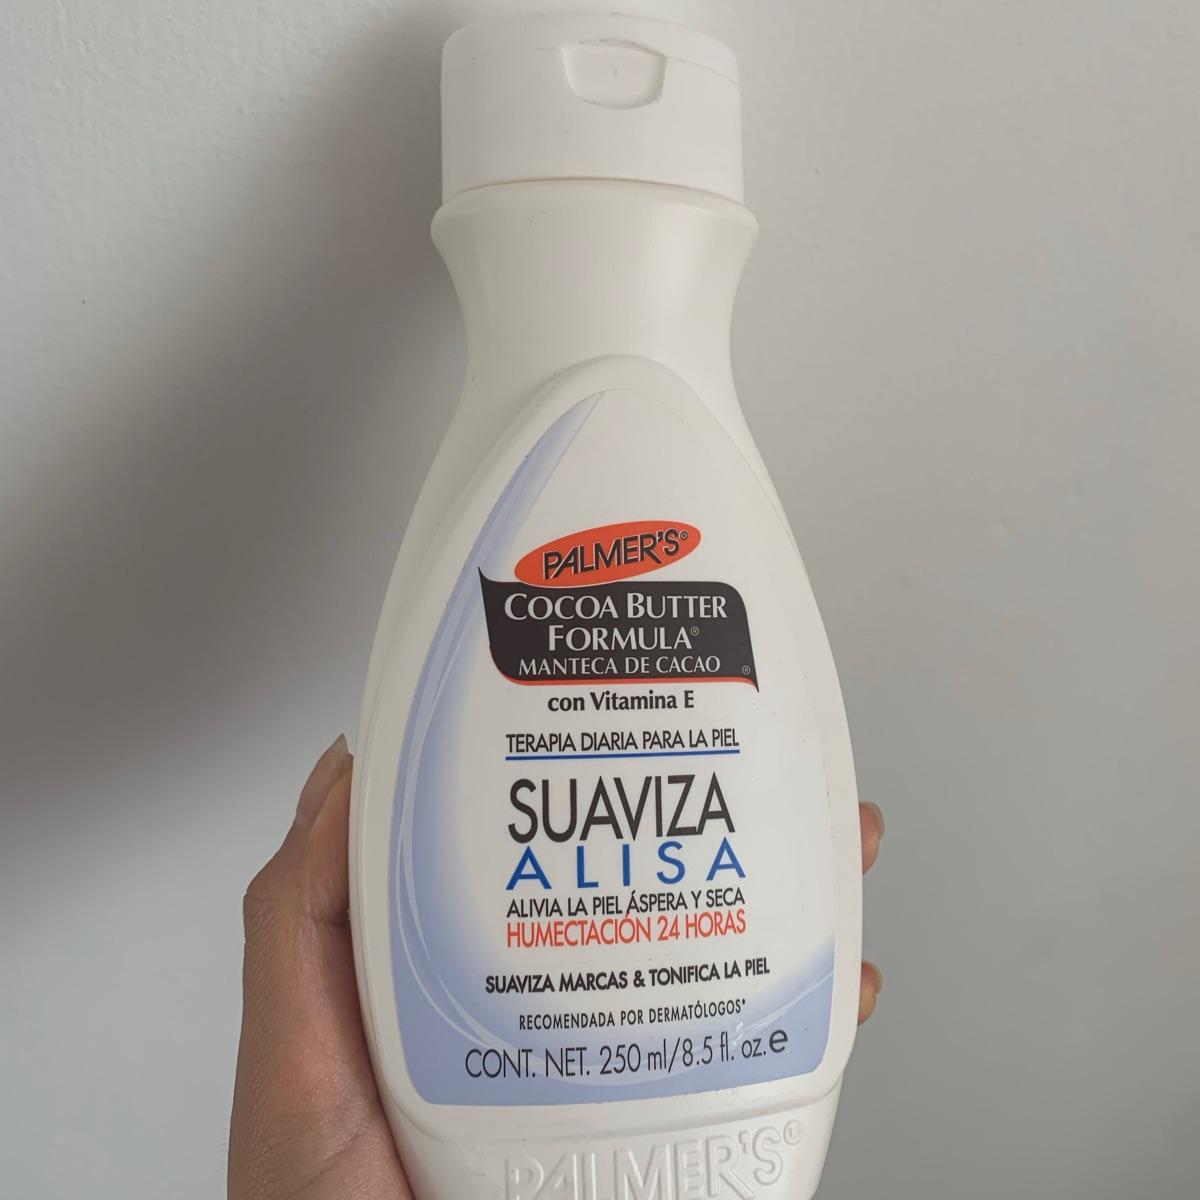 PALMER'S®
COCOA BUTTER
FORMULA®
MANTECA DE CACAO ®
con Vitamina E
TERAPIA DIARIA PARA LA PIEL
SUAVIZA
ALISA
ALIVIA LA PIEL ÁSPERA Y SECA
HUMECTACIÓN 24 HORAS
SUAVIZA MARCAS & TONIFICA LA PIEL
RECOMENDADA POR DERMATÓLOGOS*
CONT. NET. 250 ml/8.5 fl. oz. e
PALMER'S®